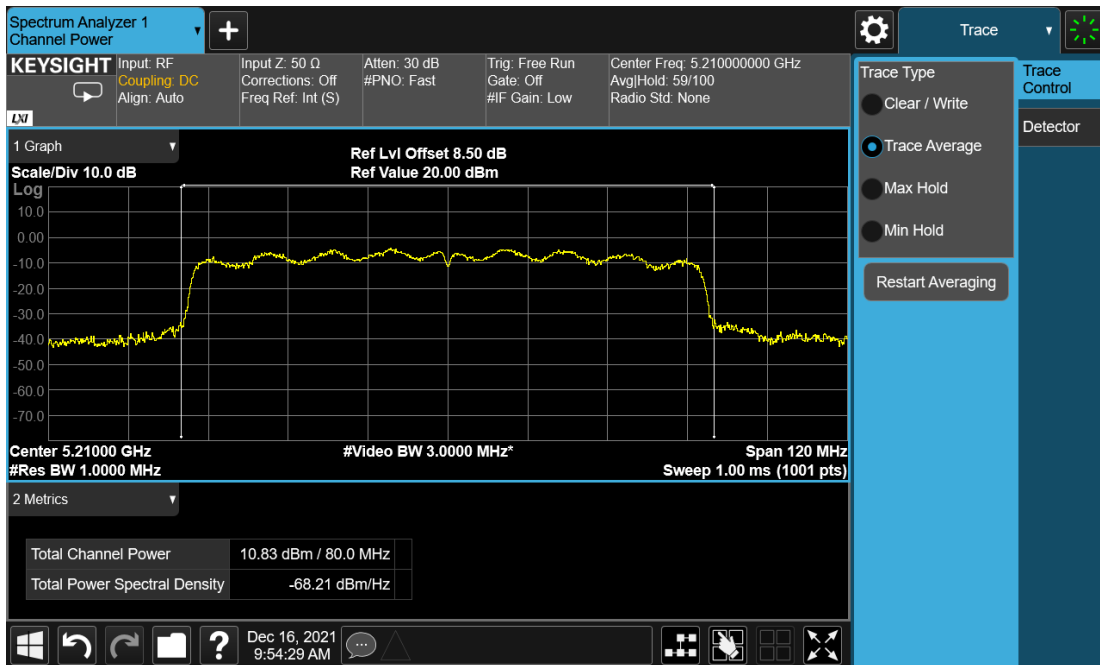 Spectrum Analyzer 1
Channel Power
+
Trace
KEYSIGHT
LXI
Input: RF
Coupling: DC
Align: Auto
Input Z: 50 Ω
Corrections: Off
Freq Ref: Int (S)
Atten: 30 dB
#PNO: Fast
Trig: Free Run
Gate: Off
#IF Gain: Low
Center Freq: 5.210000000 GHz
Avg|Hold: 59/100
Radio Std: None
Trace Type
Clear / Write
Trace Average
Max Hold
Min Hold
Restart Averaging
Trace
Control
Detector
1 Graph
Scale/Div 10.0 dB
Ref Lvl Offset 8.50 dB
Ref Value 20.00 dBm
Log
10.0
0.00
-10.0
-20.0
-30.0
-40.0
-50.0
-60.0
-70.0
Center 5.21000 GHz
#Res BW 1.0000 MHz
#Video BW 3.0000 MHz*
Span 120 MHz
Sweep 1.00 ms (1001 pts)
2 Metrics
Total Channel Power 10.83 dBm / 80.0 MHz
Total Power Spectral Density -68.21 dBm/Hz
?
Dec 16, 2021
9:54:29 AM